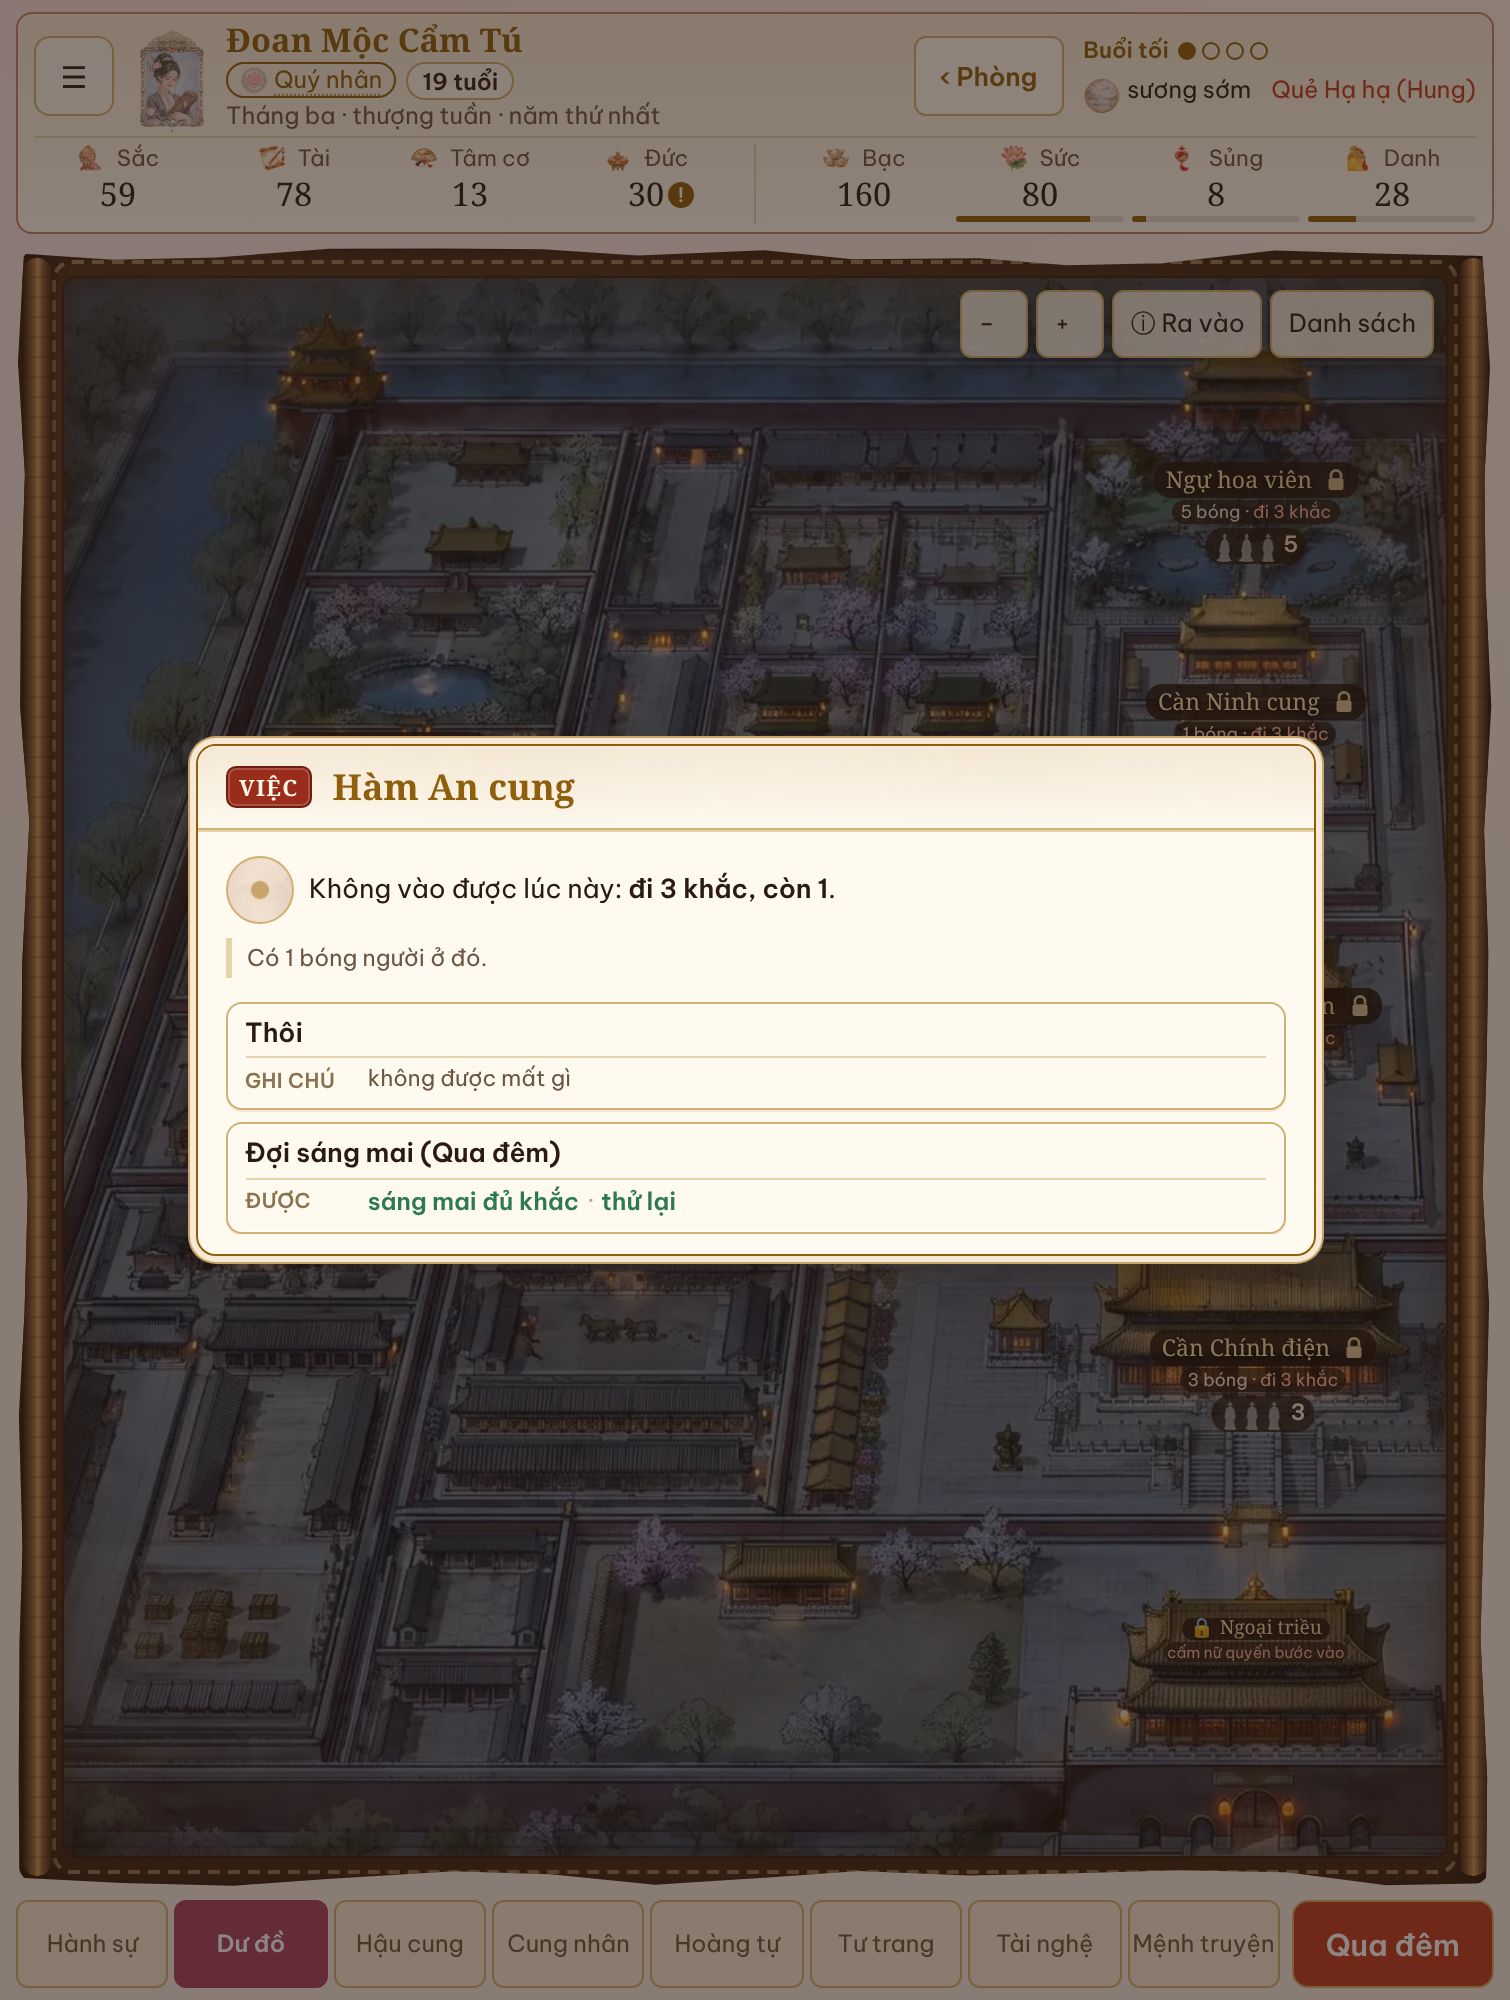 ☰
Đoan Mộc Cẩm Tú
Quý nhân
19 tuổi
Tháng ba · thượng tuần · năm thứ nhất
‹ Phòng
Buổi tối
sương sớm
Quẻ Hạ hạ (Hung)
Sắc
59
Tài
78
Tâm cơ
13
Đức
30 !
Bạc
160
Sức
80
Sủng
8
Danh
28
−
+
ⓘ Ra vào
Danh sách
Ngự hoa viên
5 bóng · đi 3 khắc
5
Càn Ninh cung
1 bóng · đi 3 khắc
VIỆC
Hàm An cung
Không vào được lúc này: đi 3 khắc, còn 1.
Có 1 bóng người ở đó.
Thôi
GHI CHÚ không được mất gì
Đợi sáng mai (Qua đêm)
ĐƯỢC sáng mai đủ khắc · thử lại
Cần Chính điện
3 bóng · đi 3 khắc
3
Ngoại triều
cấm nữ quyến bước vào
Hành sự
Dư đồ
Hậu cung
Cung nhân
Hoàng tự
Tư trang
Tài nghệ
Mệnh truyện
Qua đêm